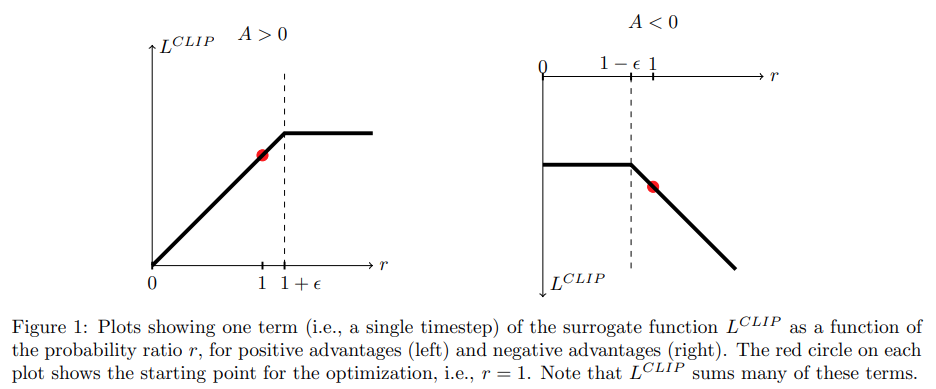 A > 0
L^{CLIP}
0
1
1 + ϵ
r
A < 0
0
1 − ϵ
1
r
L^{CLIP}
Figure 1: Plots showing one term (i.e., a single timestep) of the surrogate function L^{CLIP} as a function of
the probability ratio r, for positive advantages (left) and negative advantages (right). The red circle on each
plot shows the starting point for the optimization, i.e., r = 1. Note that L^{CLIP} sums many of these terms.